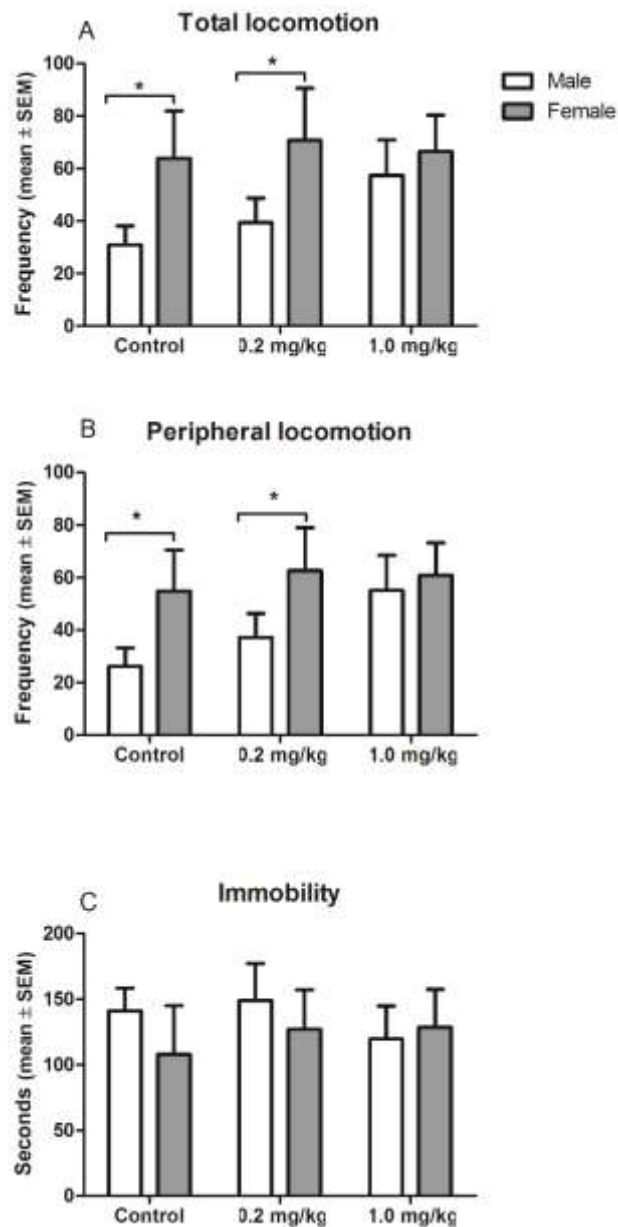 A
Total locomotion
Male
Female
Frequency (mean ± SEM)
100
80
60
40
20
0
*
*
Control
0.2 mg/kg
1.0 mg/kg
B
Peripheral locomotion
Frequency (mean ± SEM)
100
80
60
40
20
0
*
*
Control
0.2 mg/kg
1.0 mg/kg
C
Immobility
Seconds (mean ± SEM)
200
150
100
50
0
Control
0.2 mg/kg
1.0 mg/kg